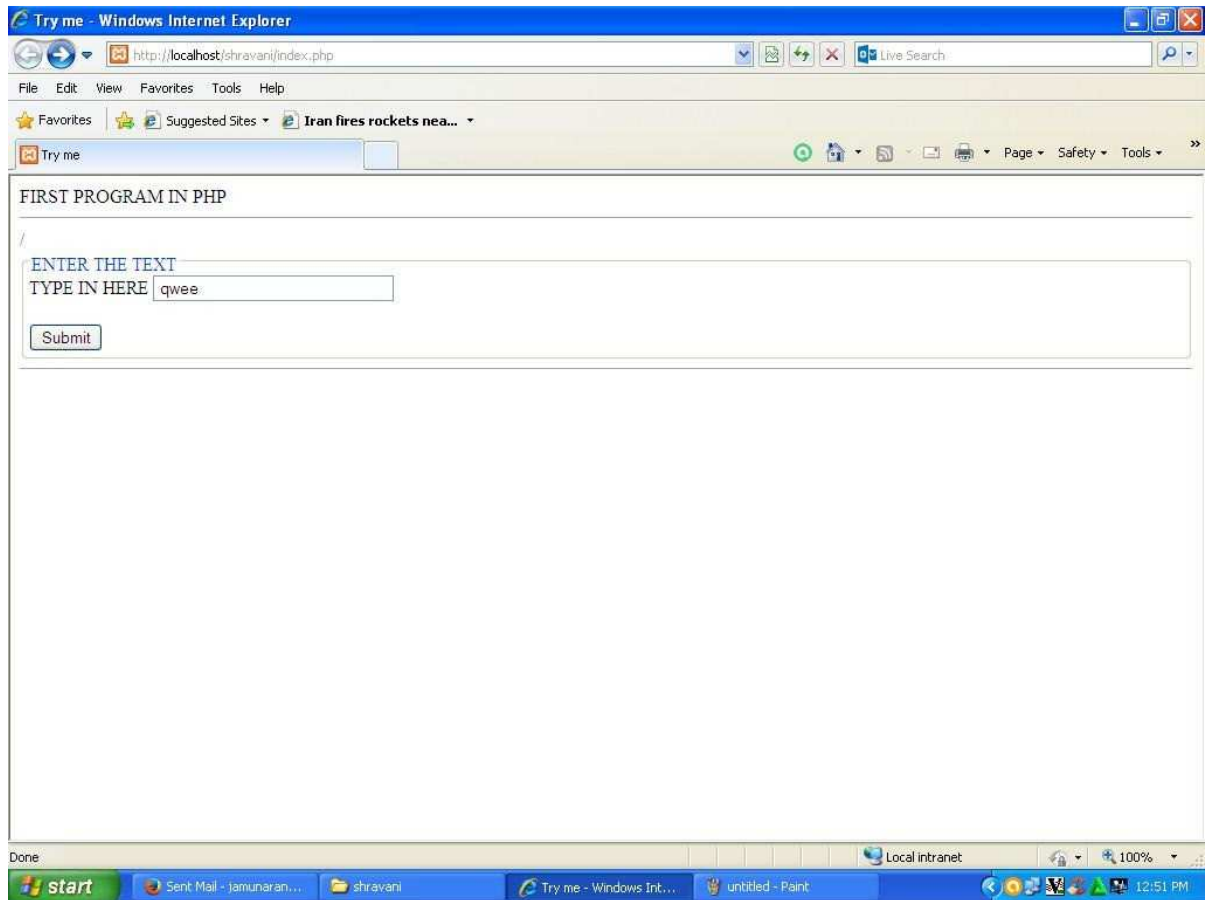 Try me - Windows Internet Explorer
http://localhost/shravani/index.php
Live Search
File Edit View Favorites Tools Help
Favorites Suggested Sites Iran fires rockets nea...
Try me
Page Safety Tools »
FIRST PROGRAM IN PHP
/
ENTER THE TEXT
TYPE IN HERE qwee
Submit
Done Local intranet 100%
start Sent Mail - jamunaran... shravani Try me - Windows Int... untitled - Paint 12:51 PM